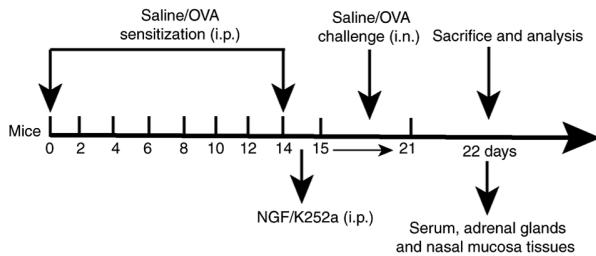 Saline/OVA
sensitization (i.p.)
Saline/OVA
challenge (i.n.)
Sacrifice and analysis
Mice
0 2 4 6 8 10 12 14 15 21 22 days
NGF/K252a (i.p.)
Serum, adrenal glands
and nasal mucosa tissues